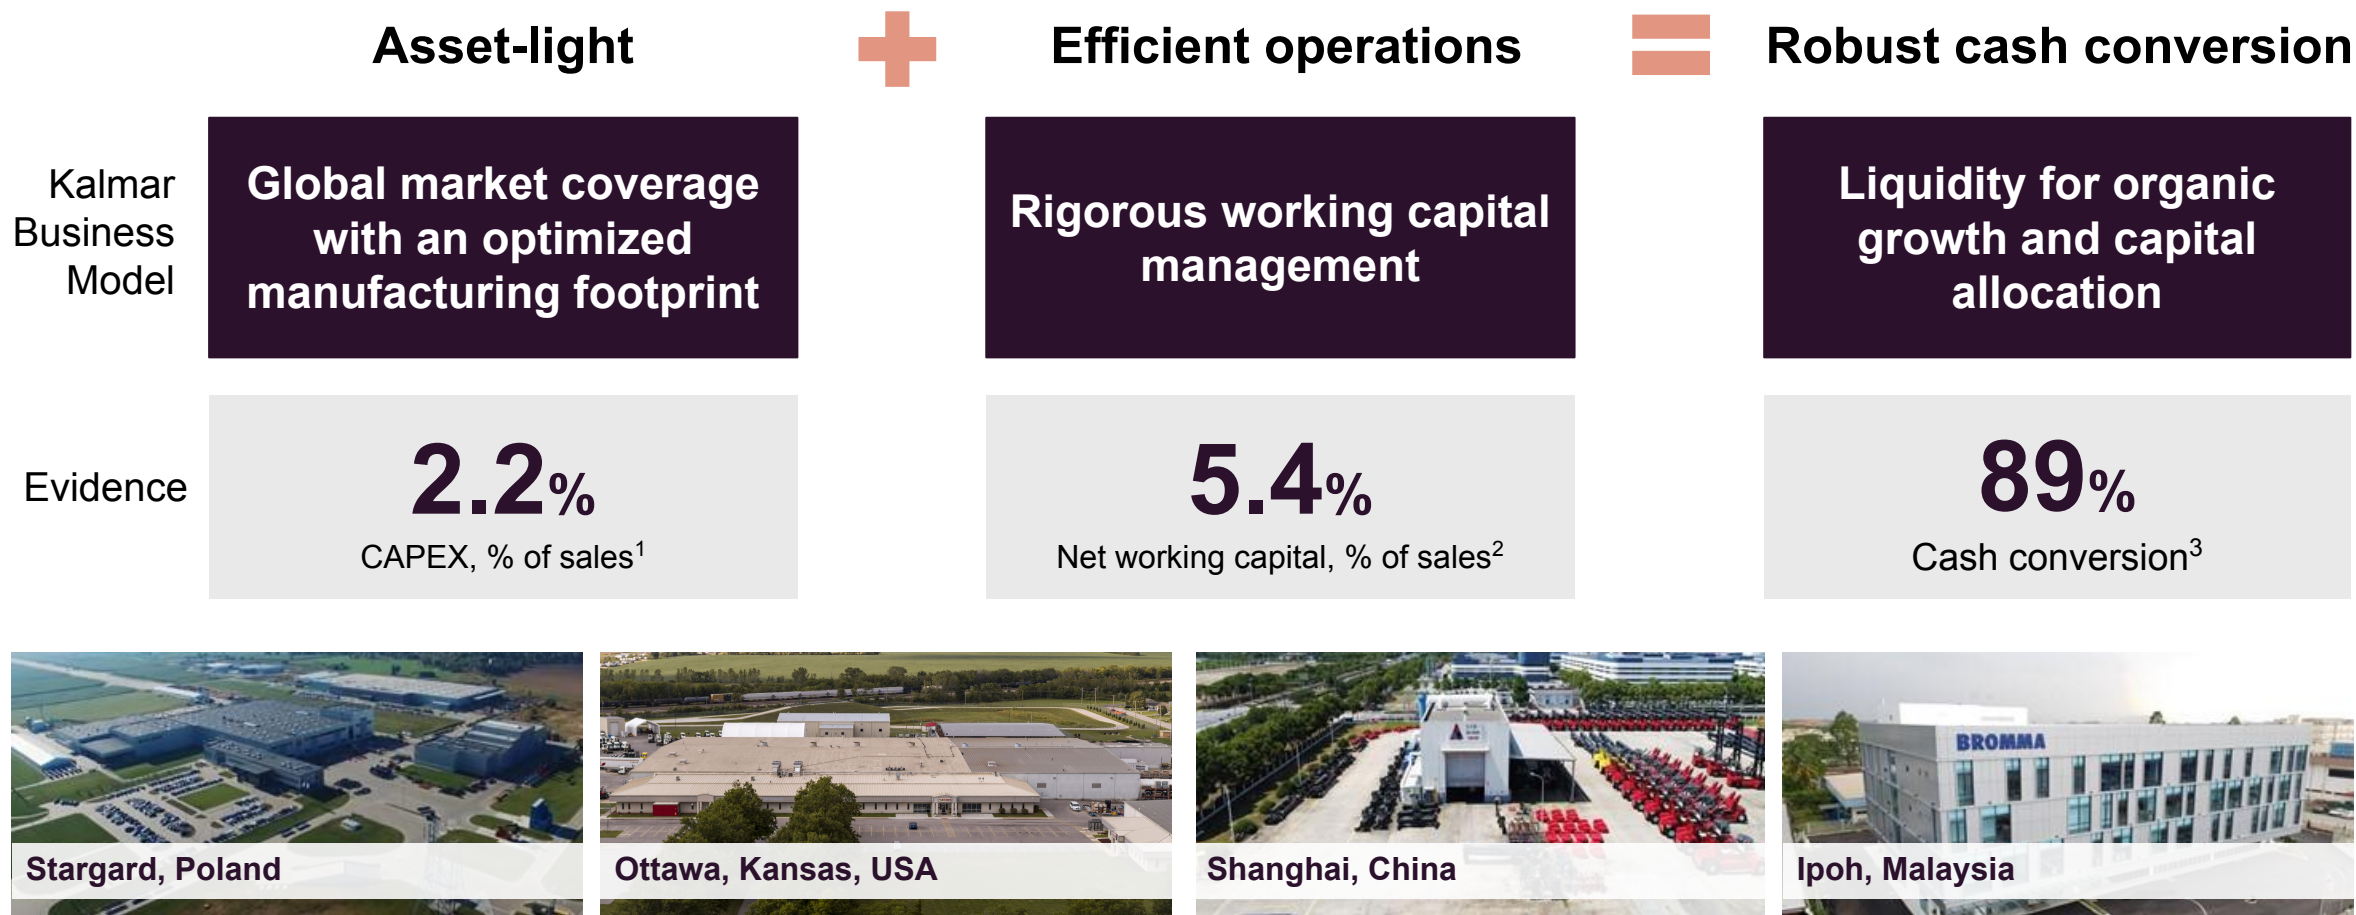 Asset-light
Efficient operations
Robust cash conversion
Kalmar
Business
Model
Global market coverage
with an optimized
manufacturing footprint
Rigorous working capital
management
Liquidity for organic
growth and capital
allocation
Evidence
2.2%
CAPEX, % of sales¹
5.4%
Net working capital, % of sales²
89%
Cash conversion³
BROMMA
Stargard, Poland
Ottawa, Kansas, USA
Shanghai, China
Ipoh, Malaysia